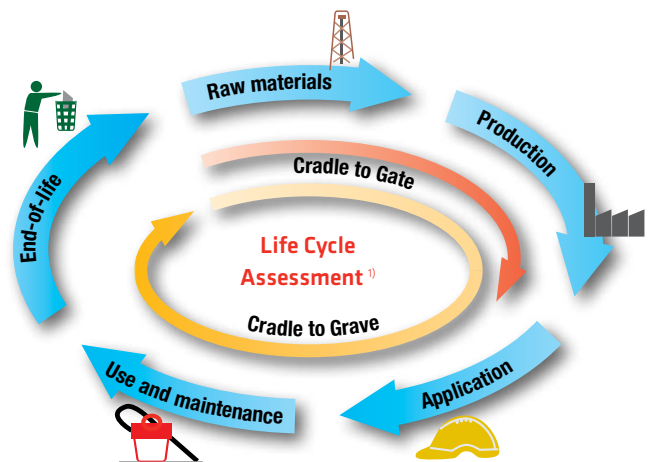 Raw materials
Production
Cradle to Gate
End-of-life
Life Cycle
Assessment 1)
Cradle to Grave
Application
Use and maintenance